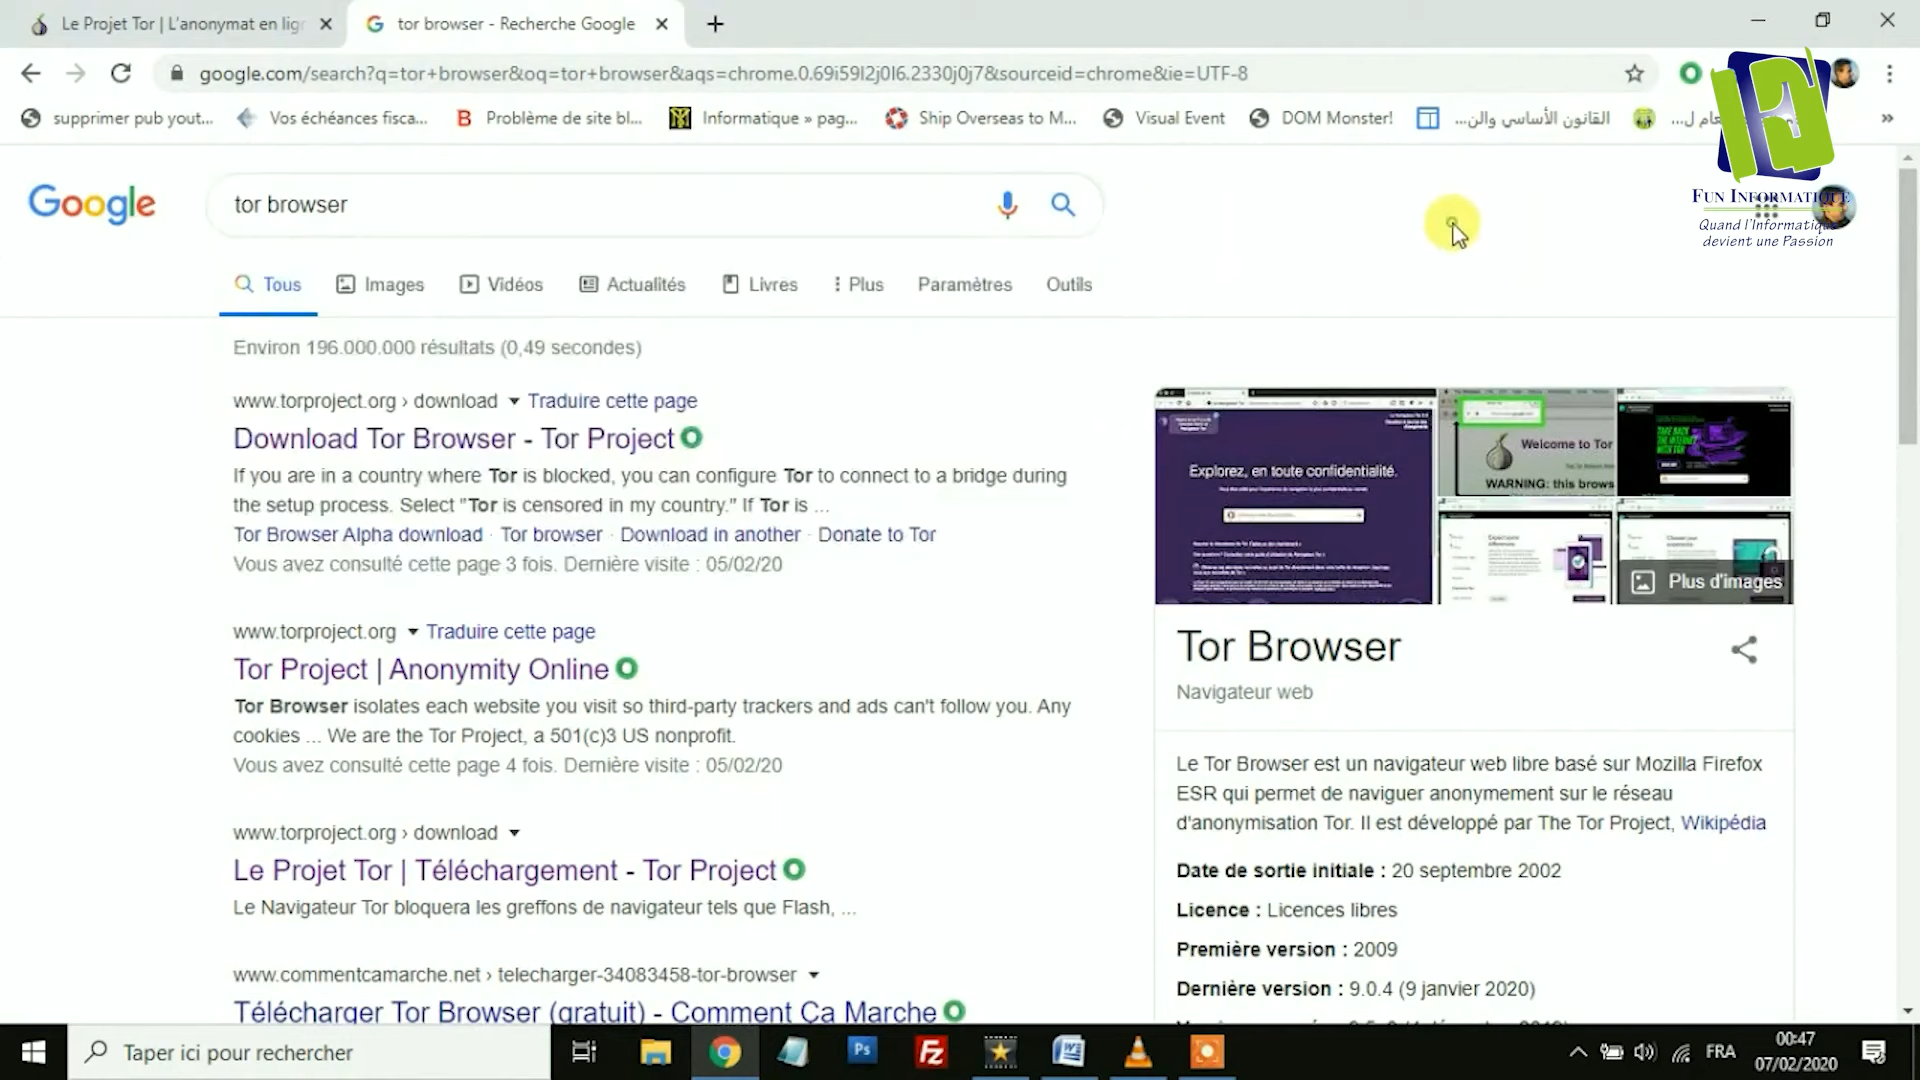 Le Projet Tor | L'anonymat en lig
tor browser - Recherche Google
google.com/search?q=tor+browser&oq=tor+browser&aqs=chrome.0.69i59l2j0l6.2330j0j7&sourceid=chrome&ie=UTF-8
supprimer pub yout...
Vos échéances fisca...
Problème de site bl...
Informatique » pag...
Ship Overseas to M...
Visual Event
DOM Monster!
القانون الأساسي والن...
FUN INFORMATIQUE
Quand l'Informatique
devient une Passion
Google
tor browser
Tous
Images
Vidéos
Actualités
Livres
Plus
Paramètres
Outils
Environ 196.000.000 résultats (0,49 secondes)
www.torproject.org › download Traduire cette page
Download Tor Browser - Tor Project
If you are in a country where Tor is blocked, you can configure Tor to connect to a bridge during
the setup process. Select "Tor is censored in my country." If Tor is ...
Tor Browser Alpha download · Tor browser · Download in another · Donate to Tor
Vous avez consulté cette page 3 fois. Dernière visite : 05/02/20
www.torproject.org Traduire cette page
Tor Project | Anonymity Online
Tor Browser isolates each website you visit so third-party trackers and ads can't follow you. Any
cookies ... We are the Tor Project, a 501(c)3 US nonprofit.
Vous avez consulté cette page 4 fois. Dernière visite : 05/02/20
www.torproject.org › download
Le Projet Tor | Téléchargement - Tor Project
Le Navigateur Tor bloquera les greffons de navigateur tels que Flash, ...
www.commentcamarche.net › telecharger-34083458-tor-browser
Télécharger Tor Browser (gratuit) - Comment Ça Marche
Explorez, en toute confidentialité.
Welcome to Tor
WARNING: this brows
TAKE BACK
THE INTERNET
WITH TOR
Plus d'images
Tor Browser
Navigateur web
Le Tor Browser est un navigateur web libre basé sur Mozilla Firefox
ESR qui permet de naviguer anonymement sur le réseau
d'anonymisation Tor. Il est développé par The Tor Project, Wikipédia
Date de sortie initiale : 20 septembre 2002
Licence : Licences libres
Première version : 2009
Dernière version : 9.0.4 (9 janvier 2020)
Taper ici pour rechercher
Ps
FZ
FRA
00:47
07/02/2020